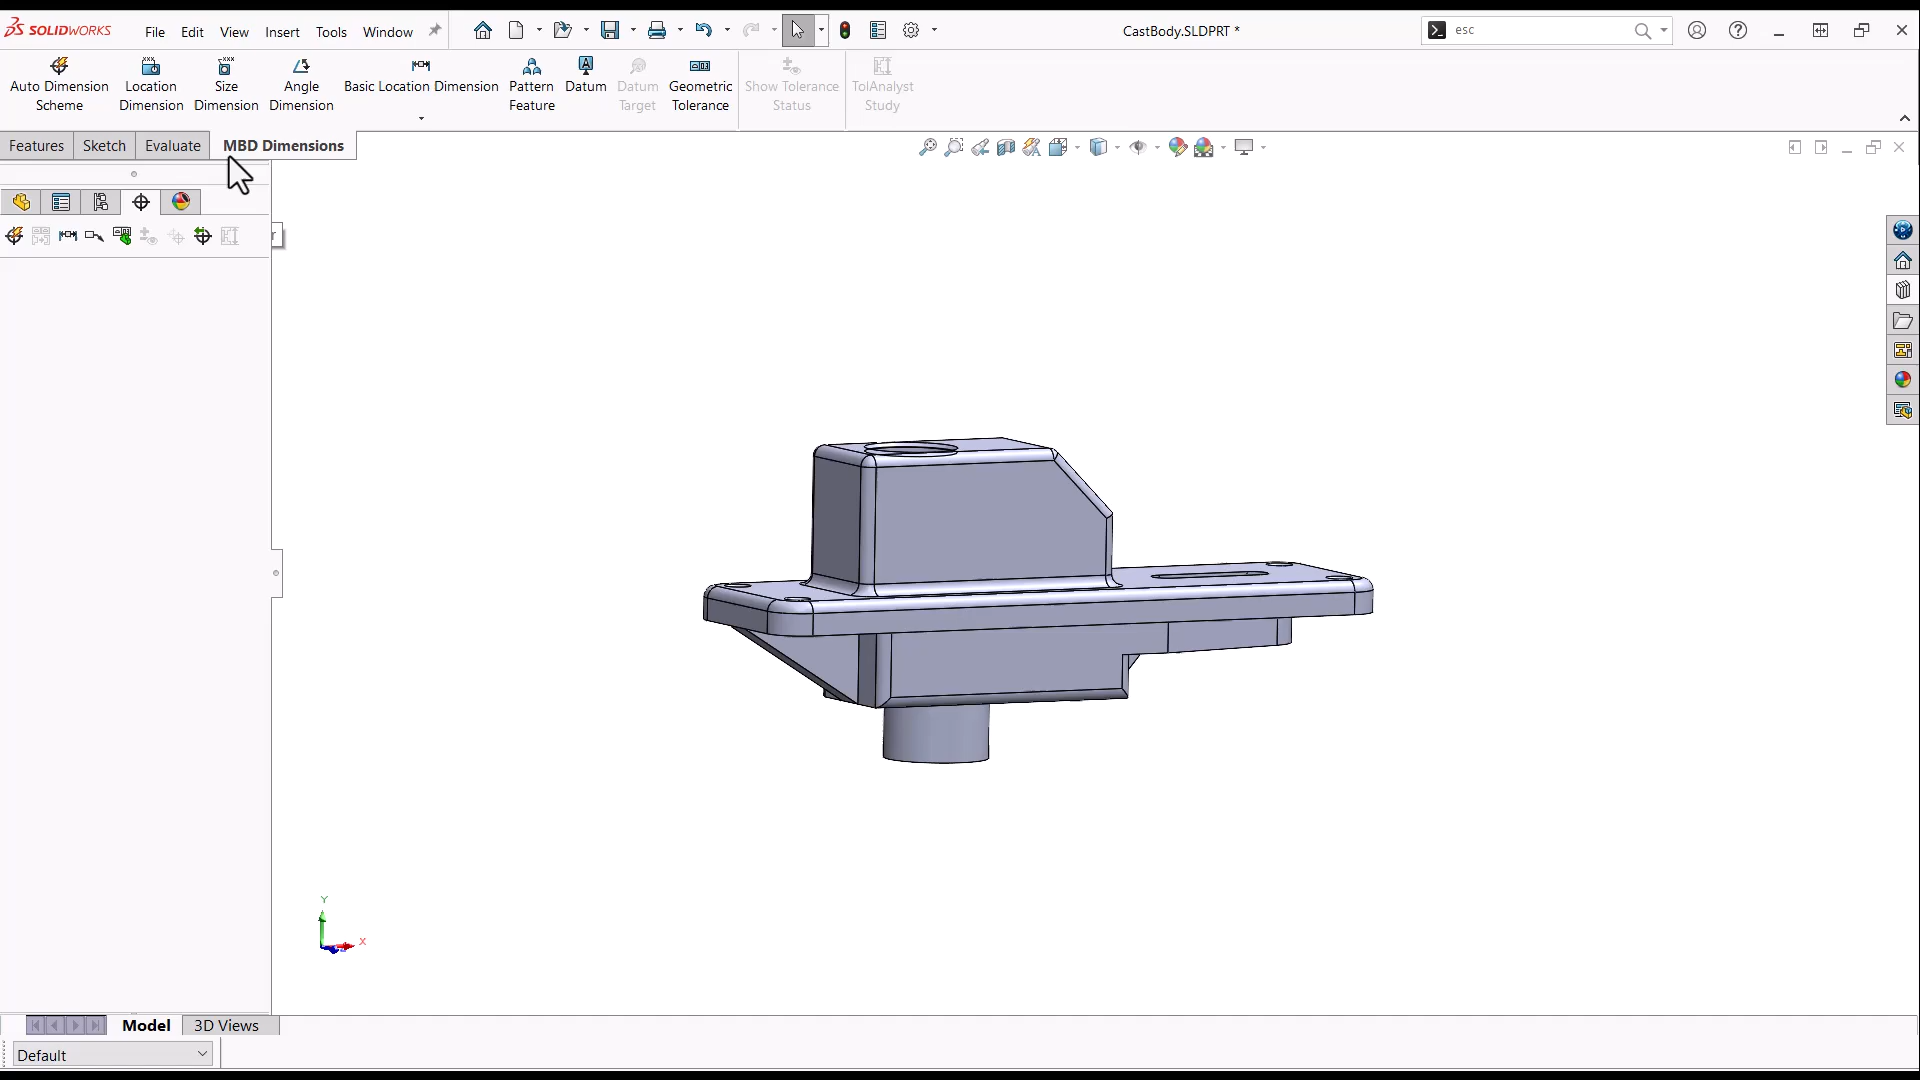 SOLIDWORKS File Edit View Insert Tools Window CastBody.SLDPRT * esc
Auto Dimension Scheme
Location Dimension
Size Dimension
Angle Dimension
Basic Location Dimension
Pattern Feature
Datum
Datum Target
Geometric Tolerance
Show Tolerance Status
TolAnalyst Study
Features Sketch Evaluate MBD Dimensions
r
Y
X
Model 3D Views
Default